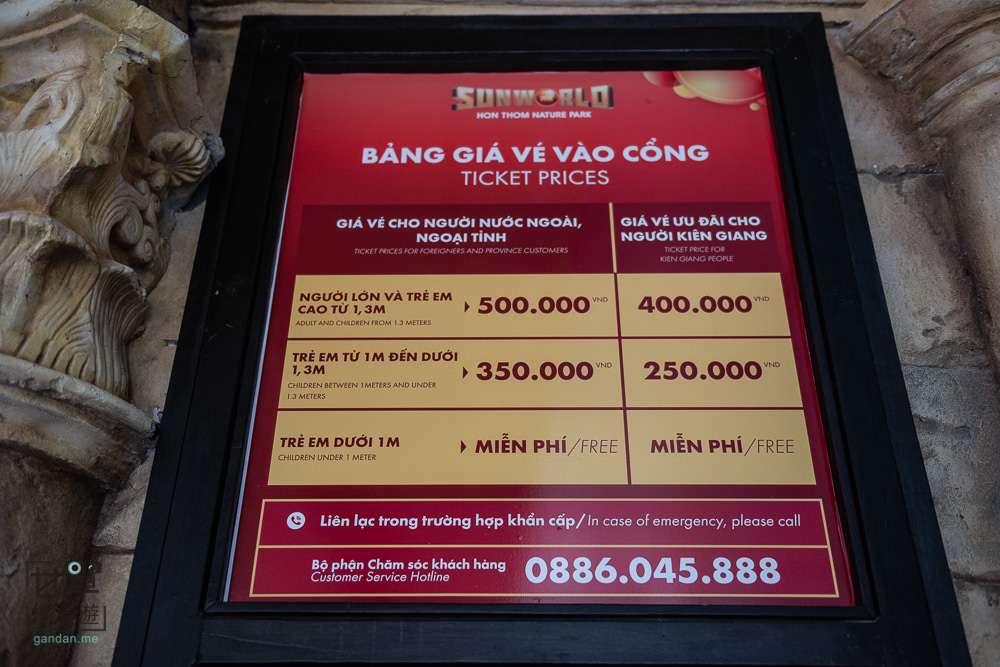 SUNWORLD
HON THOM NATURE PARK
BẢNG GIÁ VÉ VÀO CỔNG
TICKET PRICES
GIÁ VÉ CHO NGƯỜI NƯỚC NGOÀI,
NGOẠI TỈNH
TICKET PRICES FOR FOREIGNERS AND PROVINCE CUSTOMERS
GIÁ VÉ ƯU ĐÃI CHO
NGƯỜI KIÊN GIANG
TICKET PRICE FOR
KIEN GIANG PEOPLE
NGƯỜI LỚN VÀ TRẺ EM
CAO TỪ 1,3M
ADULT AND CHILDREN FROM 1.3 METERS
500.000 VND
400.000 VND
TRẺ EM TỪ 1M ĐẾN DƯỚI
1,3M
CHILDREN BETWEEN 1METERS AND UNDER
1.3 METERS
350.000 VND
250.000 VND
TRẺ EM DƯỚI 1M
CHILDREN UNDER 1 METER
MIỄN PHÍ/FREE
MIỄN PHÍ/FREE
Liên lạc trong trường hợp khẩn cấp/In case of emergency, please call
Bộ phận Chăm sóc khách hàng
Customer Service Hotline
0886.045.888
遊
gandan.me